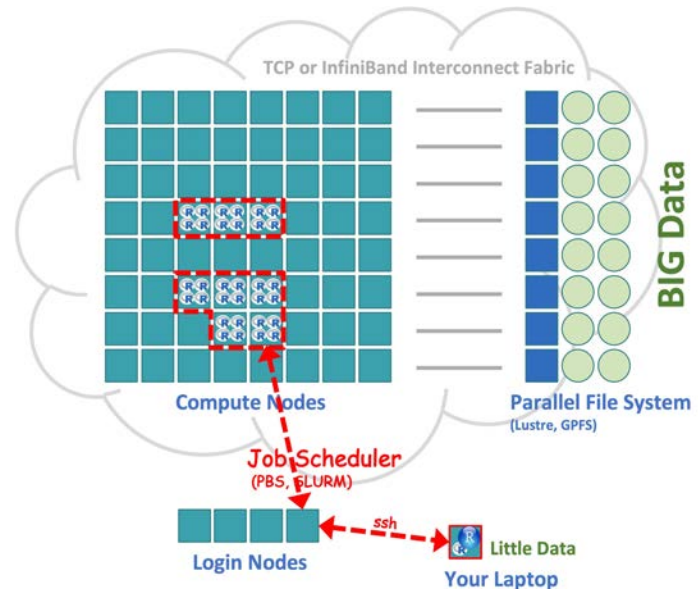 TCP or InfiniBand Interconnect Fabric
R R R R R R
R R R R R R
R R R R R R
R R R R R R
R R R R
R R R R
BIG Data
Compute Nodes
Parallel File System
(Lustre, GPFS)
Job Scheduler
(PBS, SLURM)
ssh
R
R
Little Data
Login Nodes
Your Laptop